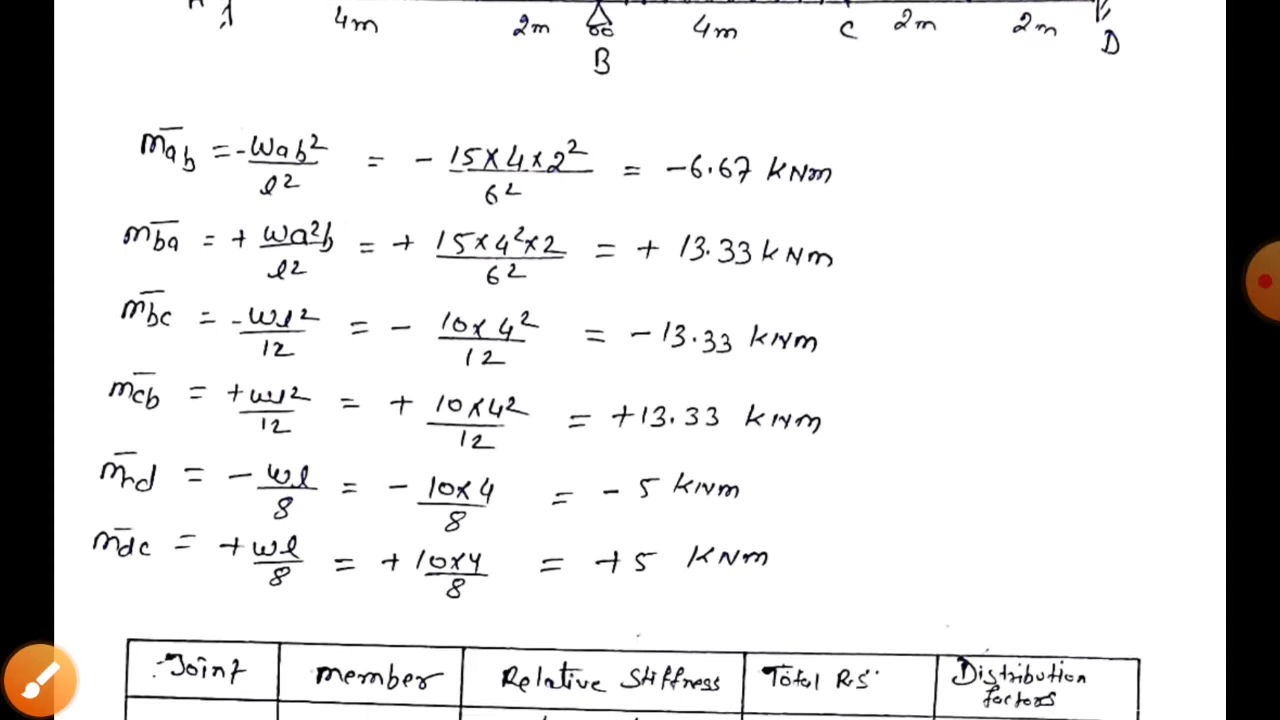 A 4m 2m 4m C 2m 2m D
B
m̅ab = -wab²/l² = - 15×4×2²/6² = -6.67 KNm
m̅ba = + wa²b/l² = + 15×4²×2/6² = + 13.33 KNm
m̅bc = -wl²/12 = - 10×4²/12 = -13.33 KNm
m̅cb = +wl²/12 = + 10×4²/12 = +13.33 KNm
m̅cd = - wl/8 = - 10×4/8 = - 5 KNm
m̅dc = +wl/8 = +10×4/8 = +5 KNm
Joint member Relative Stiffness Total R.S. Distribution factors